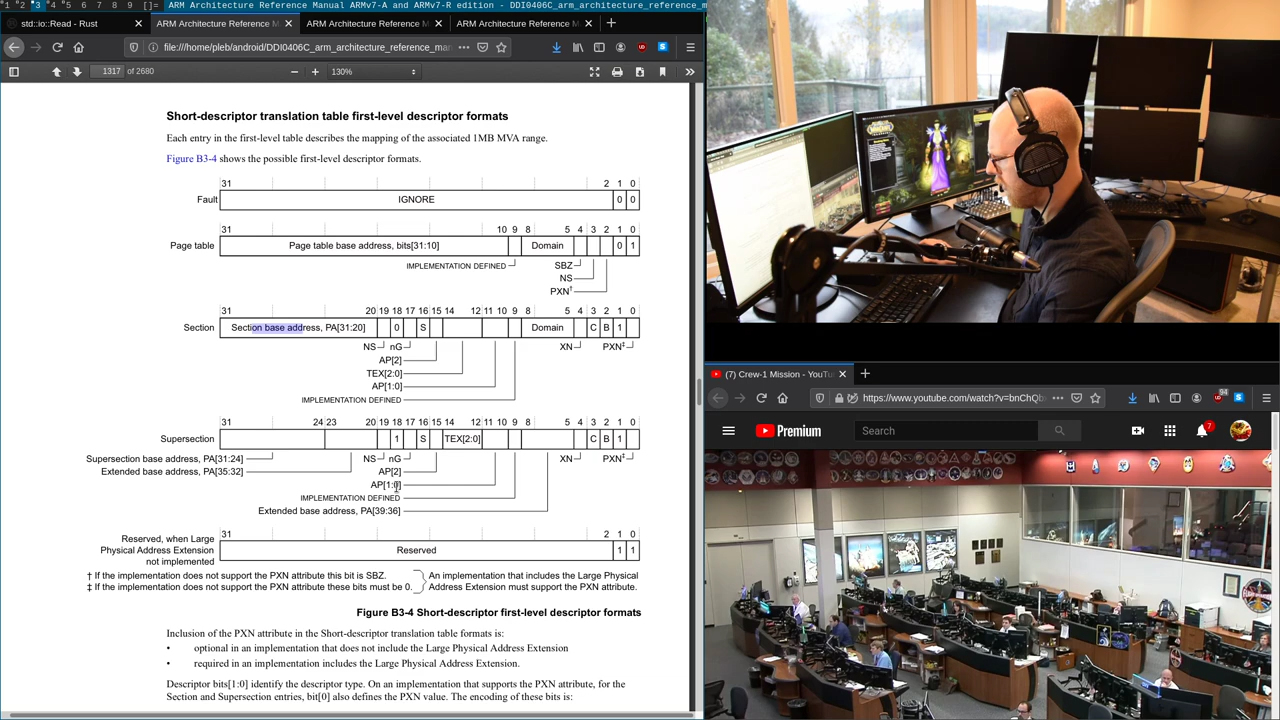 1 2 3 4 5 6 7 8 9 []= ARM Architecture Reference Manual ARMv7-A and ARMv7-R edition - DDI0406C_arm_architecture_reference_m
std::io::Read - Rust
ARM Architecture Reference M
ARM Architecture Reference M
ARM Architecture Reference M
file:///home/pleb/android/DDI0406C_arm_architecture_reference_ma
1317 of 2680
130%
Short-descriptor translation table first-level descriptor formats
Each entry in the first-level table describes the mapping of the associated 1MB MVA range.
Figure B3-4 shows the possible first-level descriptor formats.
31 2 1 0
Fault IGNORE 0 0
31 10 9 8 5 4 3 2 1 0
Page table Page table base address, bits[31:10] Domain 0 1
IMPLEMENTATION DEFINED SBZ
NS
PXN†
31 20 19 18 17 16 15 14 12 11 10 9 8 5 4 3 2 1 0
Section Section base address, PA[31:20] 0 S Domain C B 1
NS nG XN PXN‡
AP[2]
TEX[2:0]
AP[1:0]
IMPLEMENTATION DEFINED
31 24 23 20 19 18 17 16 15 14 12 11 10 9 8 5 4 3 2 1 0
Supersection 1 S TEX[2:0] C B 1
Supersection base address, PA[31:24] NS nG XN PXN‡
Extended base address, PA[35:32] AP[2]
AP[1:0]
IMPLEMENTATION DEFINED
Extended base address, PA[39:36]
31 2 1 0
Reserved, when Large
Physical Address Extension
not implemented
Reserved 1 1
† If the implementation does not support the PXN attribute this bit is SBZ.
‡ If the implementation does not support the PXN attribute these bits must be 0.
An implementation that includes the Large Physical
Address Extension must support the PXN attribute.
Figure B3-4 Short-descriptor first-level descriptor formats
Inclusion of the PXN attribute in the Short-descriptor translation table formats is:
• optional in an implementation that does not include the Large Physical Address Extension
• required in an implementation includes the Large Physical Address Extension.
Descriptor bits[1:0] identify the descriptor type. On an implementation that supports the PXN attribute, for the
Section and Supersection entries, bit[0] also defines the PXN value. The encoding of these bits is:
(7) Crew-1 Mission - YouTu
https://www.youtube.com/watch?v=bnChQb
94
Premium
Search
7